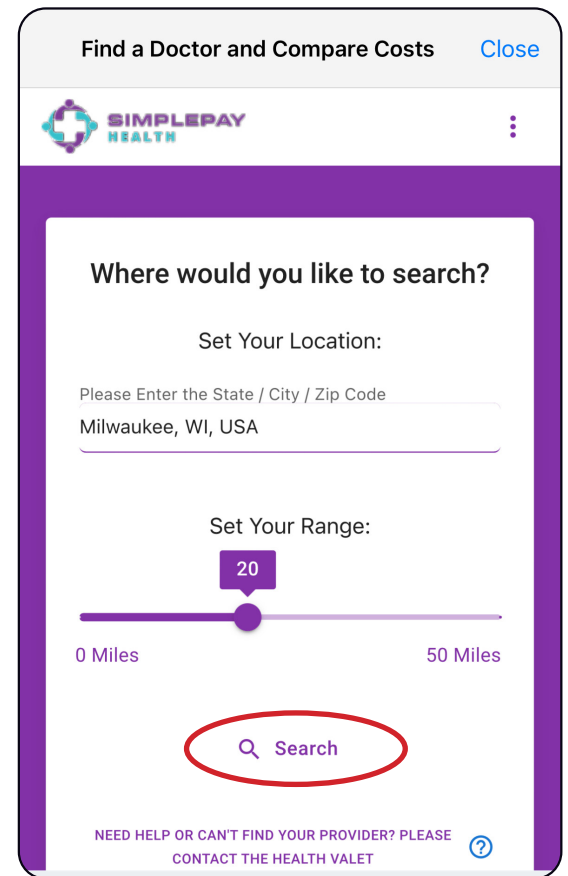 Find a Doctor and Compare Costs Close
SIMPLEPAY
HEALTH
Where would you like to search?
Set Your Location:
Please Enter the State / City / Zip Code
Milwaukee, WI, USA
Set Your Range:
20
0 Miles 50 Miles
Search
NEED HELP OR CAN'T FIND YOUR PROVIDER? PLEASE
CONTACT THE HEALTH VALET
?